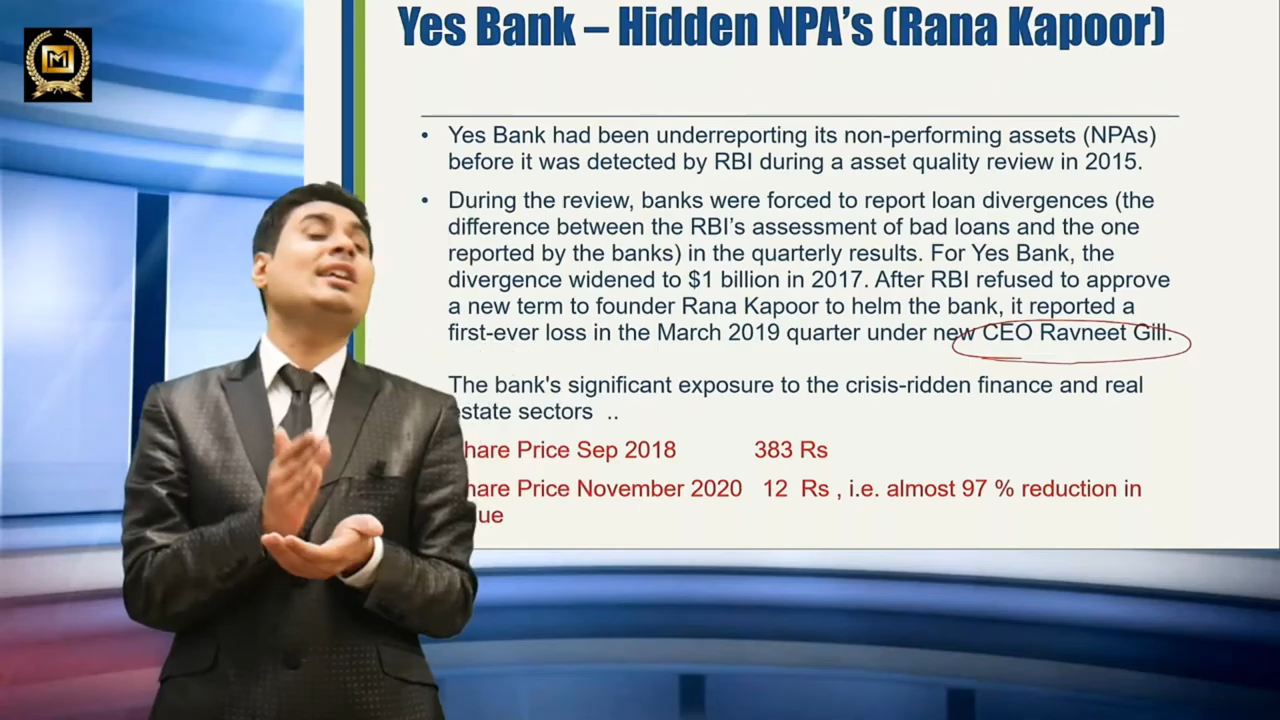 Yes Bank – Hidden NPA's (Rana Kapoor)
• Yes Bank had been underreporting its non-performing assets (NPAs)
before it was detected by RBI during a asset quality review in 2015.
• During the review, banks were forced to report loan divergences (the
difference between the RBI's assessment of bad loans and the one
reported by the banks) in the quarterly results. For Yes Bank, the
divergence widened to $1 billion in 2017. After RBI refused to approve
a new term to founder Rana Kapoor to helm the bank, it reported a
first-ever loss in the March 2019 quarter under new CEO Ravneet Gill.
The bank's significant exposure to the crisis-ridden finance and real
estate sectors ..
hare Price Sep 2018 383 Rs
hare Price November 2020 12 Rs , i.e. almost 97 % reduction in
ue
M